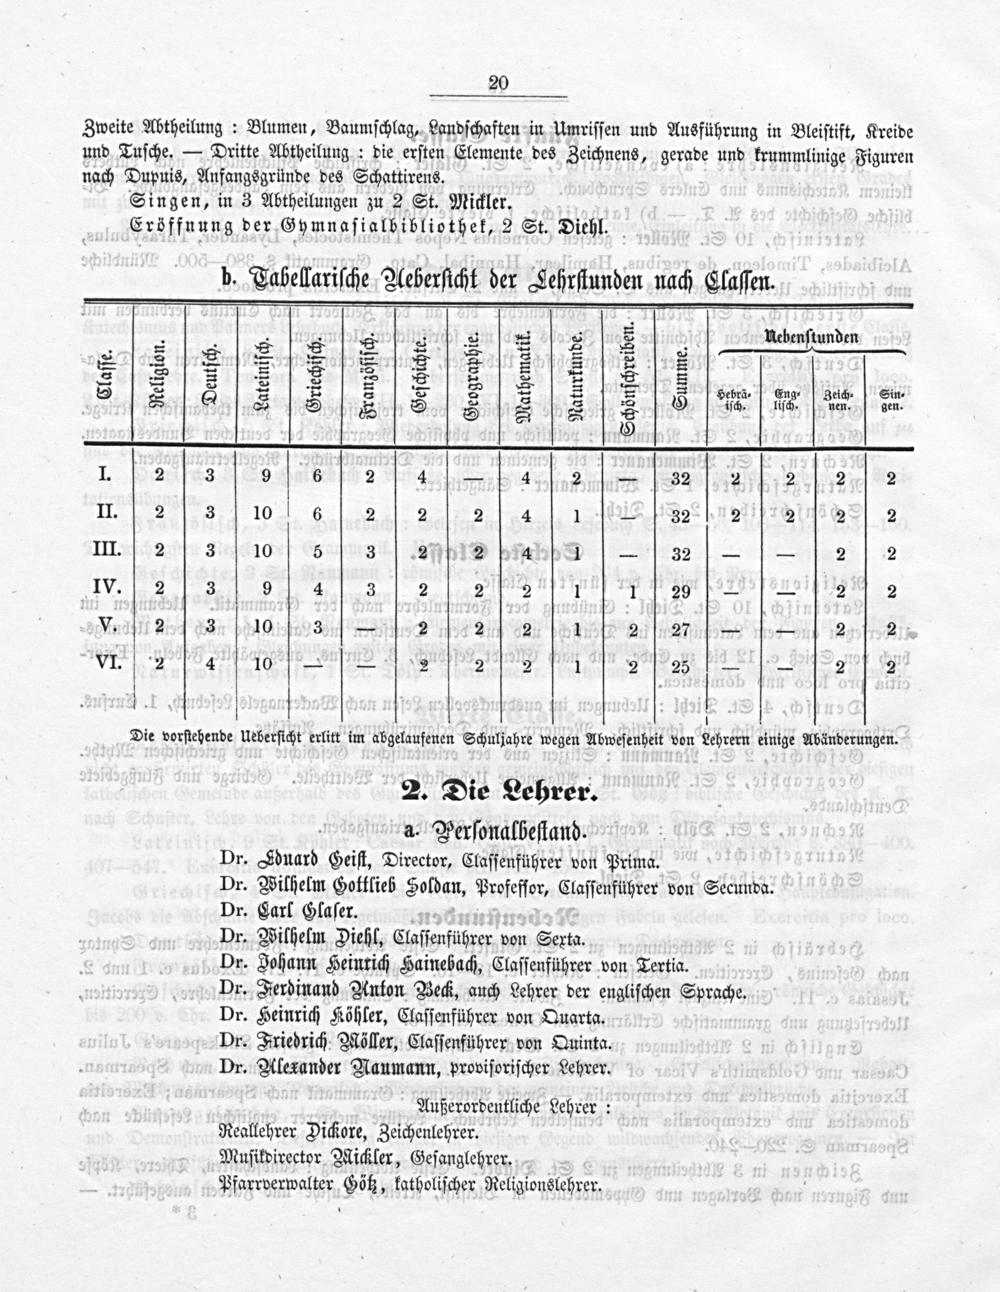 20
Zweite Abtheilung : Blumen, Baumschlag, Landschaften in Umrissen und Ausführung in Bleistift, Kreide
und Tusche. — Dritte Abtheilung : die ersten Elemente des Zeichnens, gerade und krummlinige Figuren
nach Dupuis, Anfangsgründe des Schattirens.
Singen, in 3 Abtheilungen zu 2 St. Mickler.
Eröffnung der Gymnasialbibliothek, 2 St. Diehl.
b. Tabellarische Uebersicht der Lehrstunden nach Classen.
Classe. Religion. Deutsch. Lateinisch. Griechisch. Französisch. Geschichte. Geographie. Mathematik. Naturkunde. Schönschreiben. Summe. Nebenstunden
Hebrä- Eng- Zeich- Sin-
isch. lisch. nen. gen.
I. 2 3 9 6 2 4 — 4 2 — 32 2 2 2 2
II. 2 3 10 6 2 2 2 4 1 — 32 2 2 2 2
III. 2 3 10 5 3 2 2 4 1 — 32 — — 2 2
IV. 2 3 9 4 3 2 2 2 1 1 29 — — 2 2
V. 2 3 10 3 — 2 2 2 1 2 27 — — 2 2
VI. 2 4 10 — — 2 2 2 1 2 25 — — 2 2
Die vorstehende Uebersicht erlitt im abgelaufenen Schuljahre wegen Abwesenheit von Lehrern einige Abänderungen.
2. Die Lehrer.
a. Personalbestand.
Dr. Eduard Geist, Director, Classenführer von Prima.
Dr. Wilhelm Gottlieb Soldan, Professor, Classenführer von Secunda.
Dr. Carl Glaser.
Dr. Wilhelm Diehl, Classenführer von Sexta.
Dr. Johann Heinrich Hainebach, Classenführer von Tertia.
Dr. Ferdinand Anton Beck, auch Lehrer der englischen Sprache.
Dr. Heinrich Köhler, Classenführer von Quarta.
Dr. Friedrich Möller, Classenführer von Quinta.
Dr. Alexander Naumann, provisorischer Lehrer.
Außerordentliche Lehrer :
Reallehrer Dickore, Zeichenlehrer.
Musikdirector Mickler, Gesanglehrer.
Pfarrverwalter Götz, katholischer Religionslehrer.